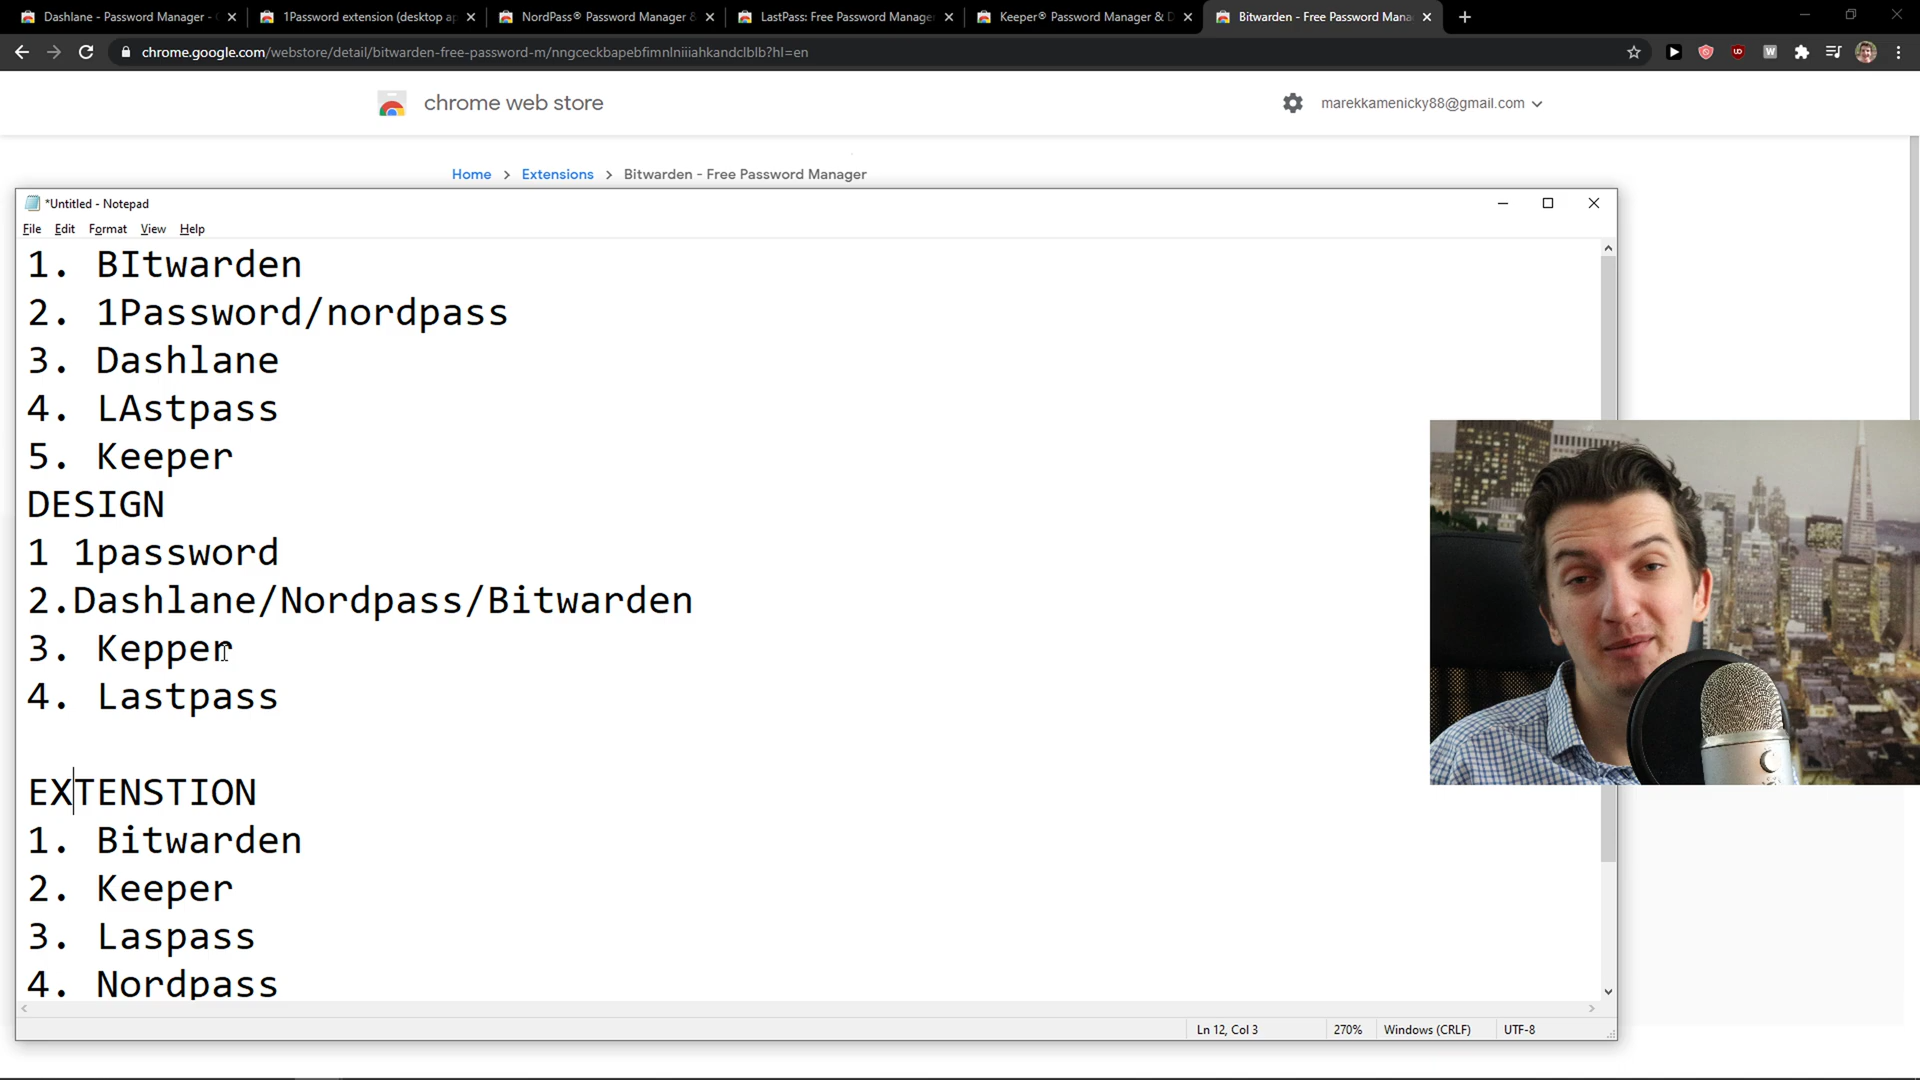 Dashlane - Password Manager -
1Password extension (desktop ap
NordPass® Password Manager &
LastPass: Free Password Manager
Keeper® Password Manager & D
Bitwarden - Free Password Mana
chrome.google.com/webstore/detail/bitwarden-free-password-m/nngceckbapebfimnlniiiahkandclblb?hl=en
chrome web store
marekkamenicky88@gmail.com
Home > Extensions > Bitwarden - Free Password Manager
*Untitled - Notepad
File Edit Format View Help
1. BItwarden
2. 1Password/nordpass
3. Dashlane
4. LAstpass
5. Keeper
DESIGN
1 1password
2.Dashlane/Nordpass/Bitwarden
3. Kepper
4. Lastpass
EXTENSTION
1. Bitwarden
2. Keeper
3. Laspass
4. Nordpass
Ln 12, Col 3 270% Windows (CRLF) UTF-8